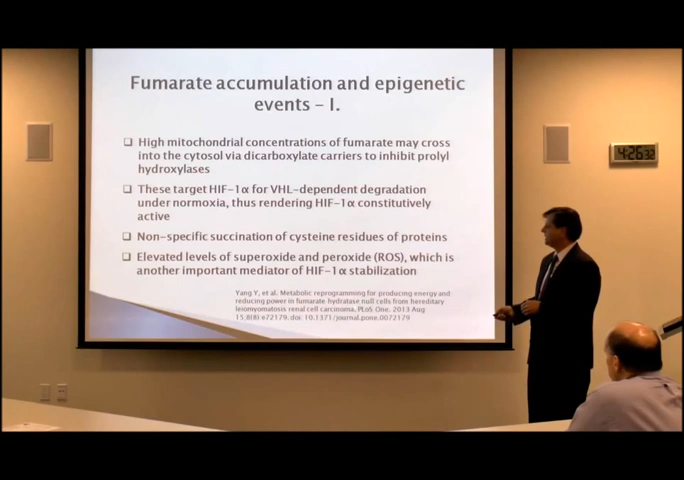 Fumarate accumulation and epigenetic
events – I.
❑ High mitochondrial concentrations of fumarate may cross
into the cytosol via dicarboxylate carriers to inhibit prolyl
hydroxylases
❑ These target HIF-1α for VHL-dependent degradation
under normoxia, thus rendering HIF-1α constitutively
active
❑ Non-specific succination of cysteine residues of proteins
❑ Elevated levels of superoxide and peroxide (ROS), which is
another important mediator of HIF-1α stabilization
Yang Y, et al. Metabolic reprogramming for producing energy and
reducing power in fumarate hydratase null cells from hereditary
leiomyomatosis renal cell carcinoma. PLoS One. 2013 Aug
15;8(8) e72179. doi: 10.1371/journal.pone.0072179
4:26 32